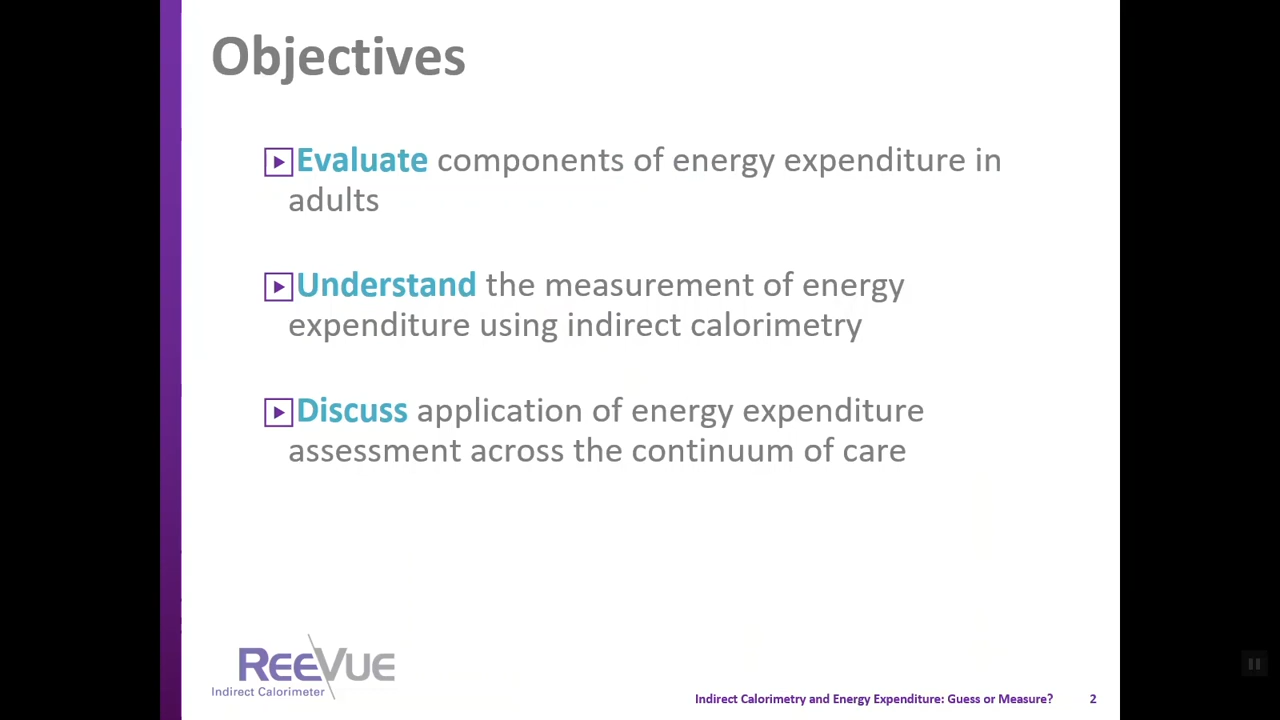 Objectives
Evaluate components of energy expenditure in
adults
Understand the measurement of energy
expenditure using indirect calorimetry
Discuss application of energy expenditure
assessment across the continuum of care
REEVUE
Indirect Calorimeter
Indirect Calorimetry and Energy Expenditure: Guess or Measure? 2